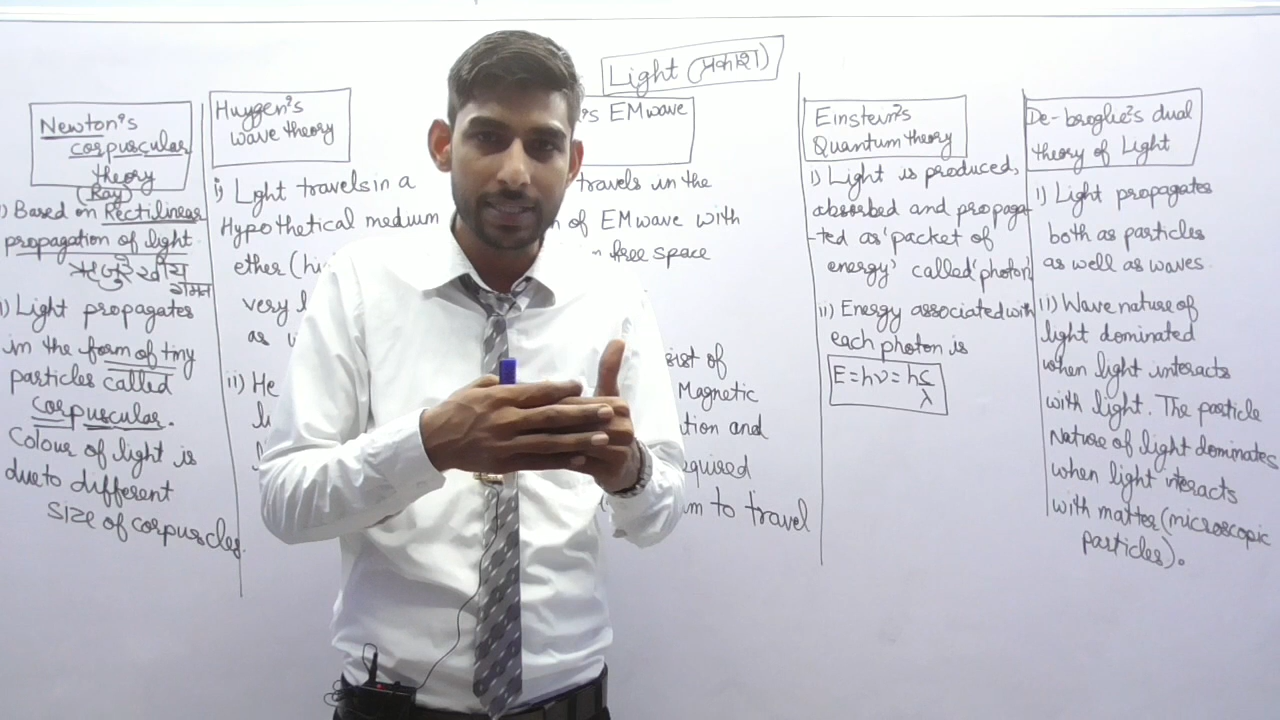 Light (प्रकाश)
Newton's
corpuscular
theory
(Ray)
i) Based on Rectilinear
propagation of light
ऋजुरेखीय
गमन
i) Light propagates
in the form of tiny
particles called
corpuscular.
Colour of light is
due to different
size of corpuscles.
Huygen's
wave theory
i) Light travels in a
Hypothetical medium
ether
very
as
ii) He
's EM wave
travels in the
of EM wave with
free space
sist of
Magnetic
tion and
equired
to travel
Einstein's
Quantum theory
i) Light is produced,
absorbed and propaga-
-ted as 'packet of
energy' called 'photon'
ii) Energy associated with
each photon is
E = hν = hc/λ
De-broglie's dual
theory of Light
i) Light propagates
both as particles
as well as waves.
ii) Wave nature of
light dominated
when light interacts
with light. The particle
Nature of light dominates
when light interacts
with matter (microscopic
particles).